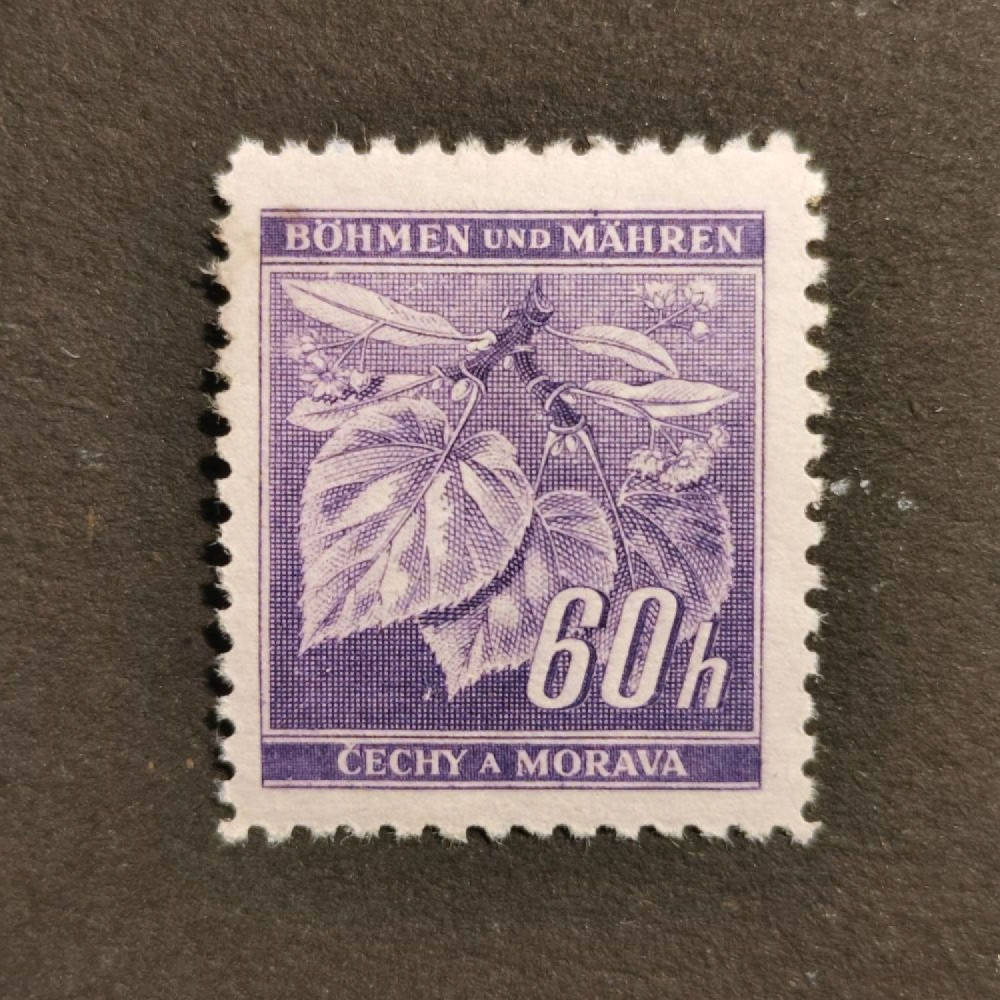 BÖHMEN UND MÄHREN
60h
ČECHY A MORAVA